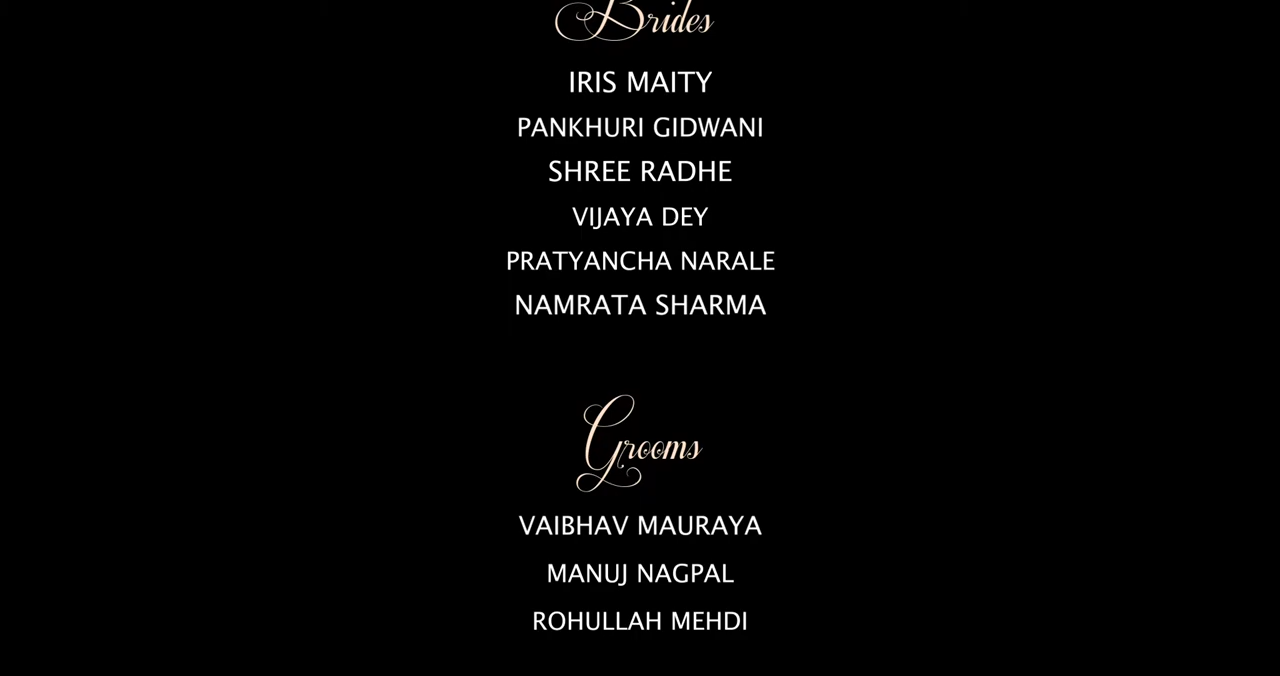 Brides
IRIS MAITY
PANKHURI GIDWANI
SHREE RADHE
VIJAYA DEY
PRATYANCHA NARALE
NAMRATA SHARMA
Grooms
VAIBHAV MAURAYA
MANUJ NAGPAL
ROHULLAH MEHDI